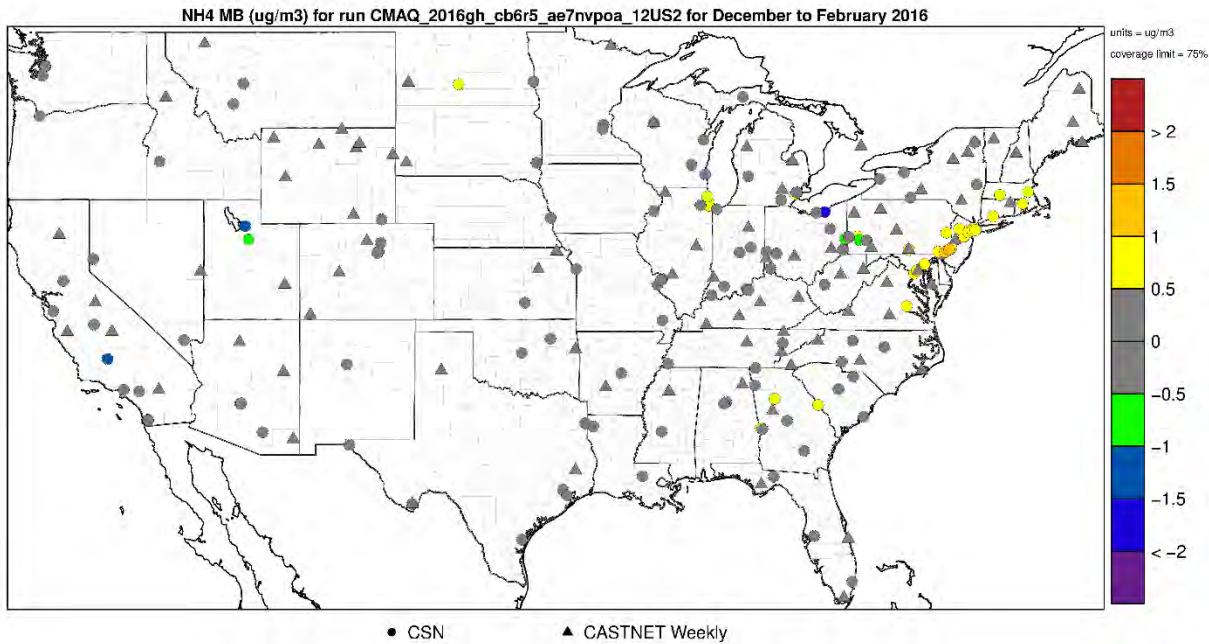 NH4 MB (ug/m3) for run CMAQ_2016gh_cb6r5_ae7nvpoa_12US2 for December to February 2016
units = ug/m3
coverage limit = 75%
> 2
1.5
1
0.5
0
−0.5
−1
−1.5
< −2
● CSN ▲ CASTNET Weekly